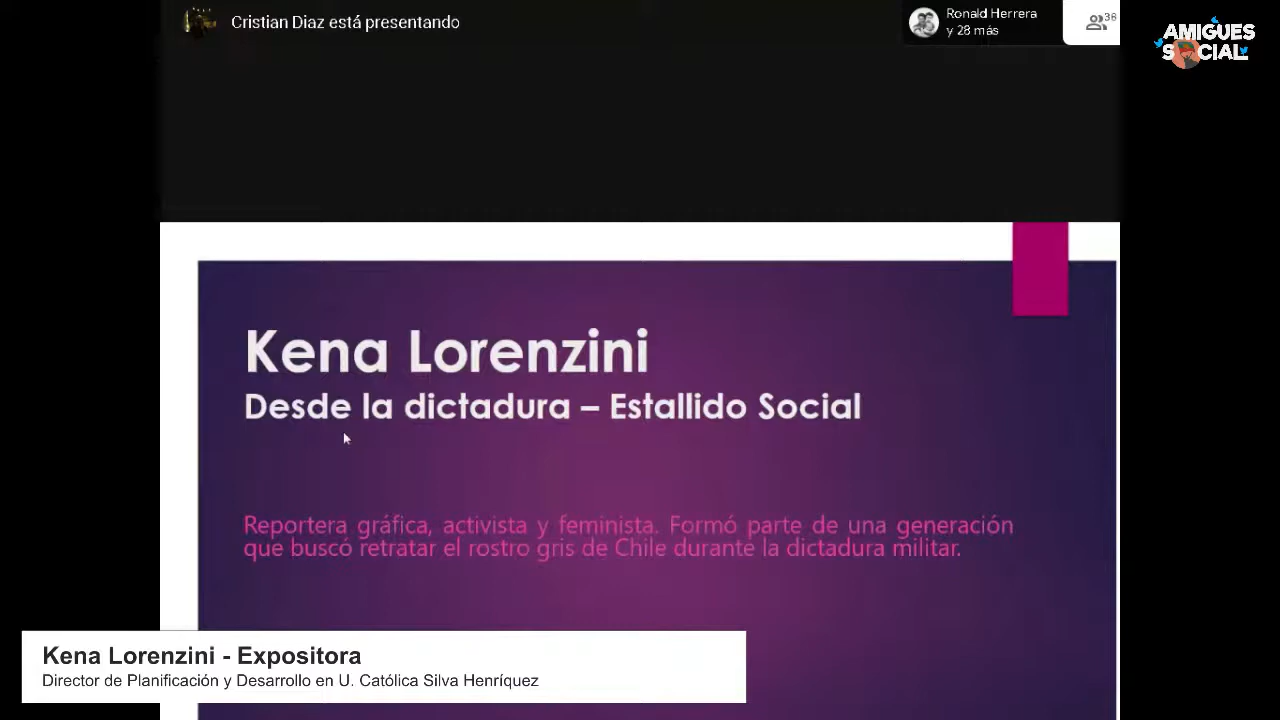 Cristian Diaz está presentando
Ronald Herrera
y 28 más
38
AMIGUES
SOCIAL
Kena Lorenzini
Desde la dictadura – Estallido Social
Reportera gráfica, activista y feminista. Formó parte de una generación
que buscó retratar el rostro gris de Chile durante la dictadura militar.
Kena Lorenzini - Expositora
Director de Planificación y Desarrollo en U. Católica Silva Henríquez